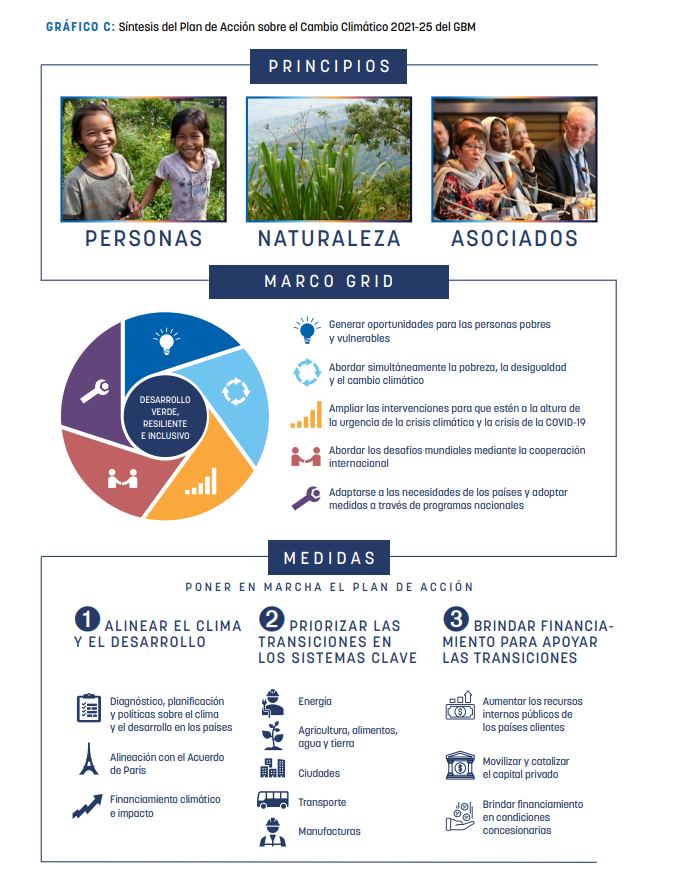 GRÁFICO C: Síntesis del Plan de Acción sobre el Cambio Climático 2021-25 del GBM
PRINCIPIOS
PERSONAS
NATURALEZA
ASOCIADOS
MARCO GRID
DESARROLLO
VERDE,
RESILIENTE
E INCLUSIVO
Generar oportunidades para las personas pobres
y vulnerables
Abordar simultáneamente la pobreza, la desigualdad
y el cambio climático
Ampliar las intervenciones para que estén a la altura de
la urgencia de la crisis climática y la crisis de la COVID-19
Abordar los desafíos mundiales mediante la cooperación
internacional
Adaptarse a las necesidades de los países y adoptar
medidas a través de programas nacionales
MEDIDAS
PONER EN MARCHA EL PLAN DE ACCIÓN
1 ALINEAR EL CLIMA
Y EL DESARROLLO
Diagnóstico, planificación
y políticas sobre el clima
y el desarrollo en los países
Alineación con el Acuerdo
de París
Financiamiento climático
e impacto
2 PRIORIZAR LAS
TRANSICIONES EN
LOS SISTEMAS CLAVE
Energía
Agricultura, alimentos,
agua y tierra
Ciudades
Transporte
Manufacturas
3 BRINDAR FINANCIA-
MIENTO PARA APOYAR
LAS TRANSICIONES
Aumentar los recursos
internos públicos de
los países clientes
Movilizar y catalizar
el capital privado
Brindar financiamiento
en condiciones
concesionarias